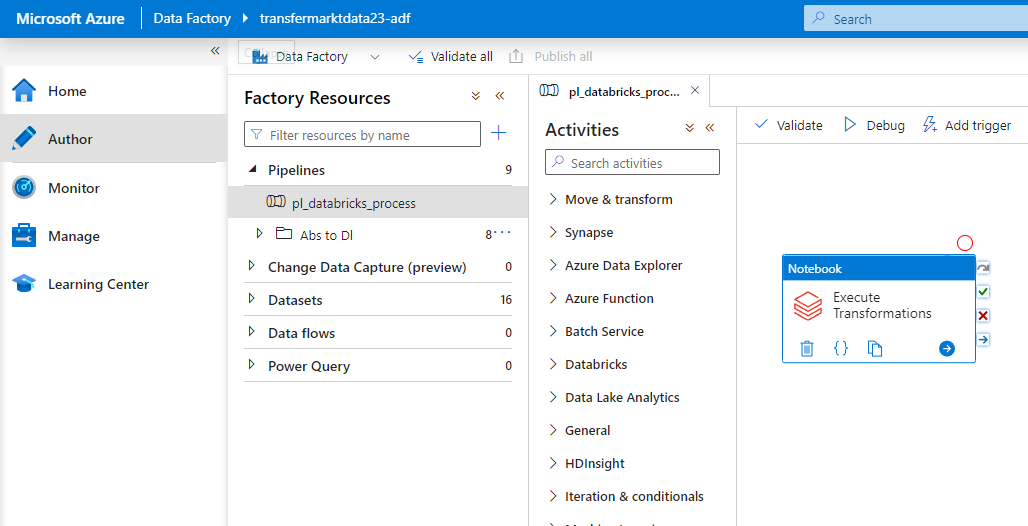 Microsoft Azure
Data Factory
transfermarktdata23-adf
Search
Home
Author
Monitor
Manage
Learning Center
Data Factory
Validate all
Publish all
Factory Resources
Filter resources by name
Pipelines
9
pl_databricks_process
Abs to Dl
8
Change Data Capture (preview)
0
Datasets
16
Data flows
0
Power Query
0
pl_databricks_proc...
Activities
Search activities
Move & transform
Synapse
Azure Data Explorer
Azure Function
Batch Service
Databricks
Data Lake Analytics
General
HDInsight
Iteration & conditionals
Validate
Debug
Add trigger
Notebook
Execute
Transformations
{}